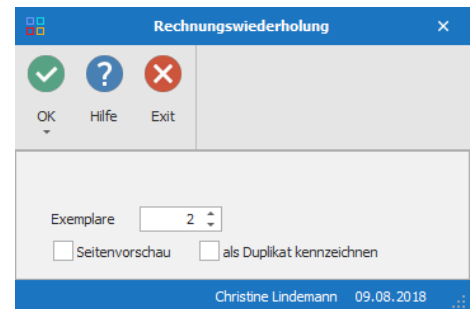 Rechnungswiederholung
OK Hilfe Exit
Exemplare 2
Seitenvorschau als Duplikat kennzeichnen
Christine Lindemann 09.08.2018